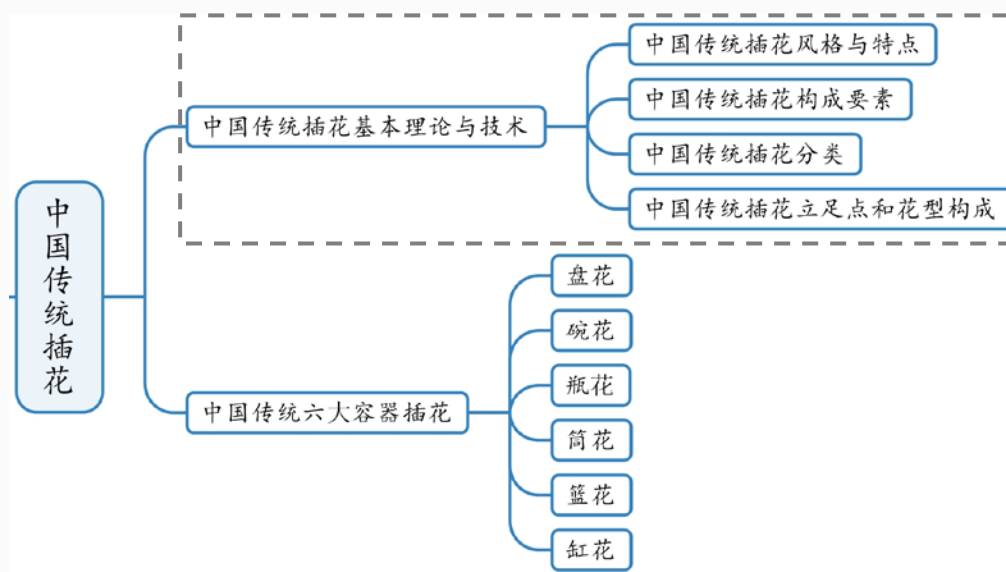 中国传统插花
中国传统插花基本理论与技术
中国传统插花风格与特点
中国传统插花构成要素
中国传统插花分类
中国传统插花立足点和花型构成
中国传统六大容器插花
盘花
碗花
瓶花
筒花
篮花
缸花